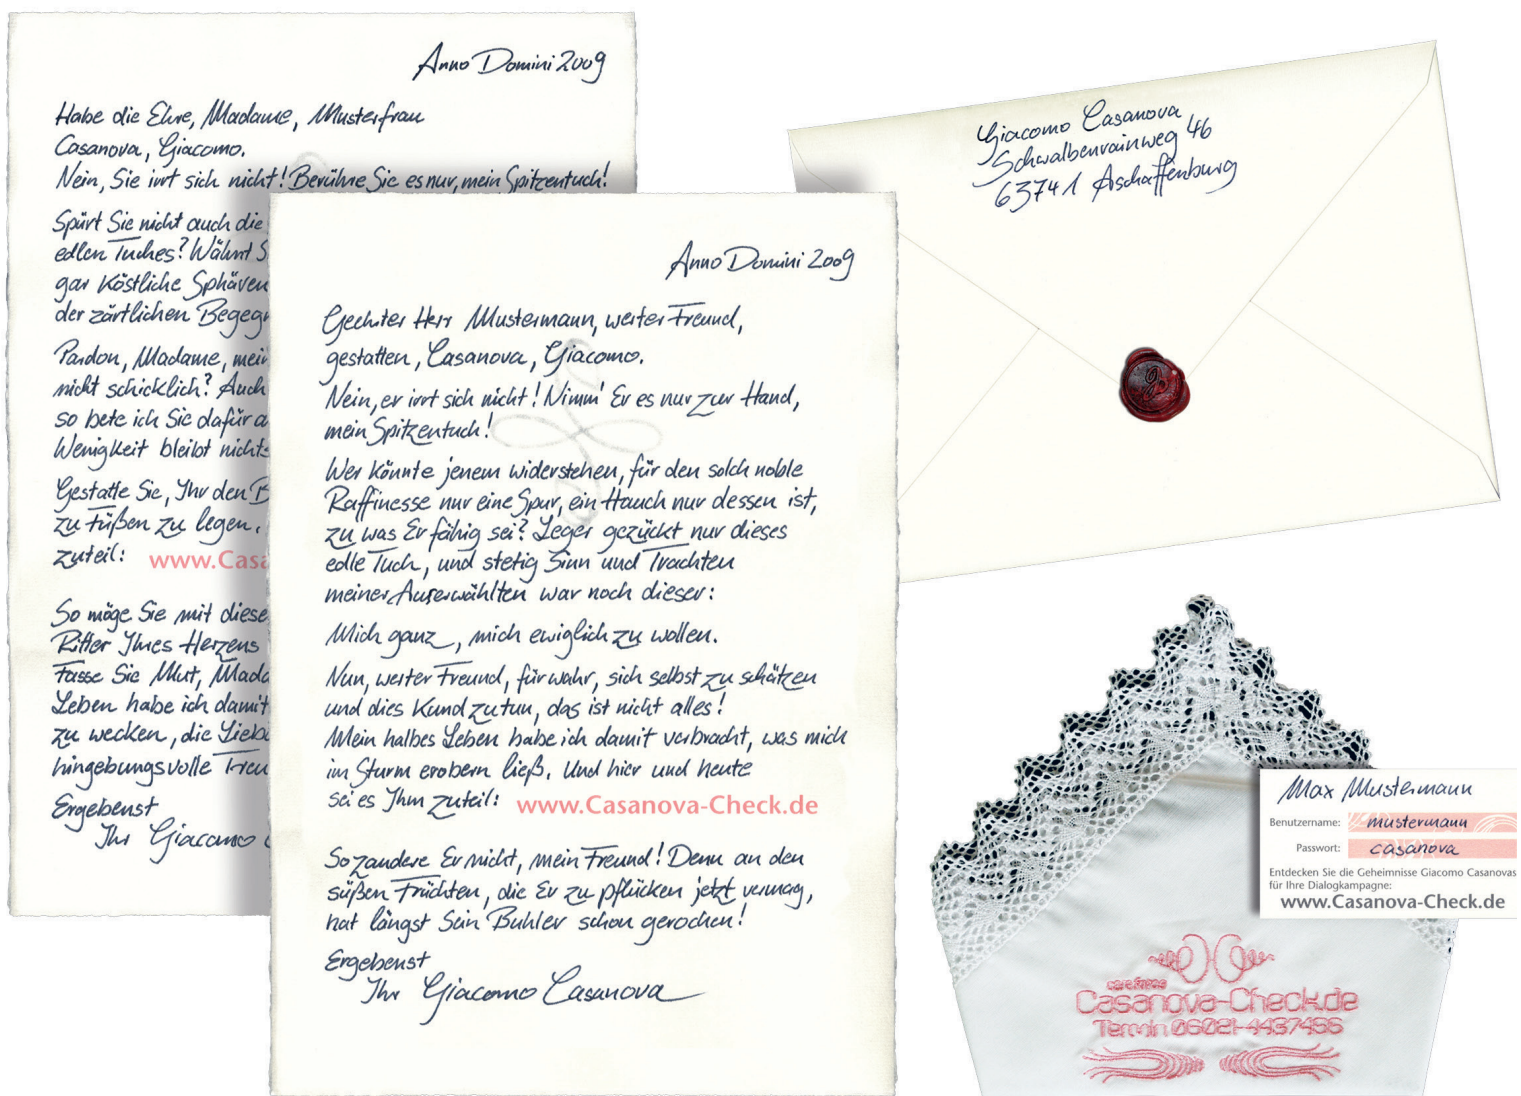 Anno Domini 2009
Habe die Ehre, Madame, Musterfrau
Casanova, Giacomo.
Nein, Sie irrt sich nicht! Berühre Sie es nur, mein Spitzentuch!
Spürt Sie nicht auch die
edlen Tuches? Wähnt S
gar köstliche Sphären
der zärtlichen Begegn
Pardon, Madame, mein
nicht schicklich? Auch
so bete ich Sie dafür a
Wenigkeit bleibt nichts
Gestatte Sie, Ihr den B
zu Füßen zu legen.
zuteil: www.Casa
So möge Sie mit diese
Ritter Ihres Herzens
Fasse Sie Mut, Mada
Leben habe ich damit
zu wecken, die Liebe
hingebungsvolle Treu
Ergebenst
Ihr Giacomo C
Anno Domini 2009
Geehrter Herr Mustermann, werter Freund,
gestatten, Casanova, Giacomo.
Nein, er irrt sich nicht! Nimm' Er es nur zur Hand,
mein Spitzentuch!
Wer könnte jenem widerstehen, für den solch noble
Raffinesse nur eine Spur, ein Hauch nur dessen ist,
zu was Er fähig sei? Leger gezückt nur dieses
edle Tuch, und stetig Sinn und Trachten
meiner Auserwählten war noch dieser:
Mich ganz, mich ewiglich zu wollen.
Nun, werter Freund, fürwahr, sich selbst zu schätzen
und dies kund zu tun, das ist nicht alles!
Mein halbes Leben habe ich damit verbracht, was mich
im Sturm erobern ließ. Und hier und heute
sei es Ihm zuteil: www.Casanova-Check.de
So zaudere Er nicht, mein Freund! Denn an den
süßen Früchten, die Er zu pflücken jetzt vermag,
hat längst Sein Buhler schon gerochen!
Ergebenst
Ihr Giacomo Casanova
Giacomo Casanova
Schwalbenrainweg 46
63741 Aschaffenburg
Max Mustermann
Benutzername: mustermann
Passwort: casanova
Entdecken Sie die Geheimnisse Giacomo Casanovas
für Ihre Dialogkampagne:
www.Casanova-Check.de
Casanova-Check.de
Termin 06021-4437456